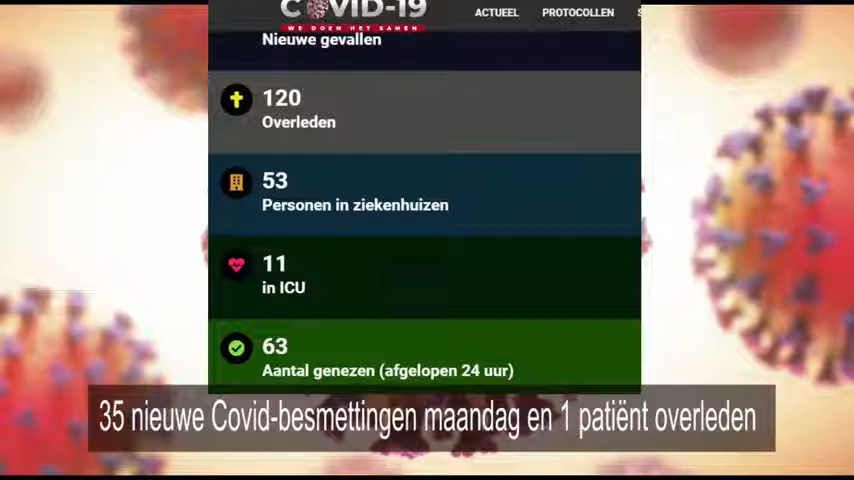 COVID-19
WE DOEN HET SAMEN
ACTUEEL PROTOCOLLEN
Nieuwe gevallen
120
Overleden
53
Personen in ziekenhuizen
11
in ICU
63
Aantal genezen (afgelopen 24 uur)
35 nieuwe Covid-besmettingen maandag en 1 patiënt overleden